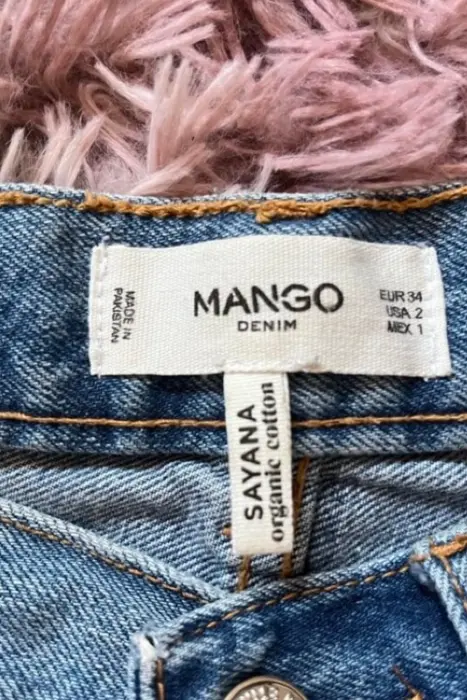 MADE IN
PAKISTAN
MANGO
DENIM
EUR 34
USA 2
MEX 1
SAYANA
organic cotton